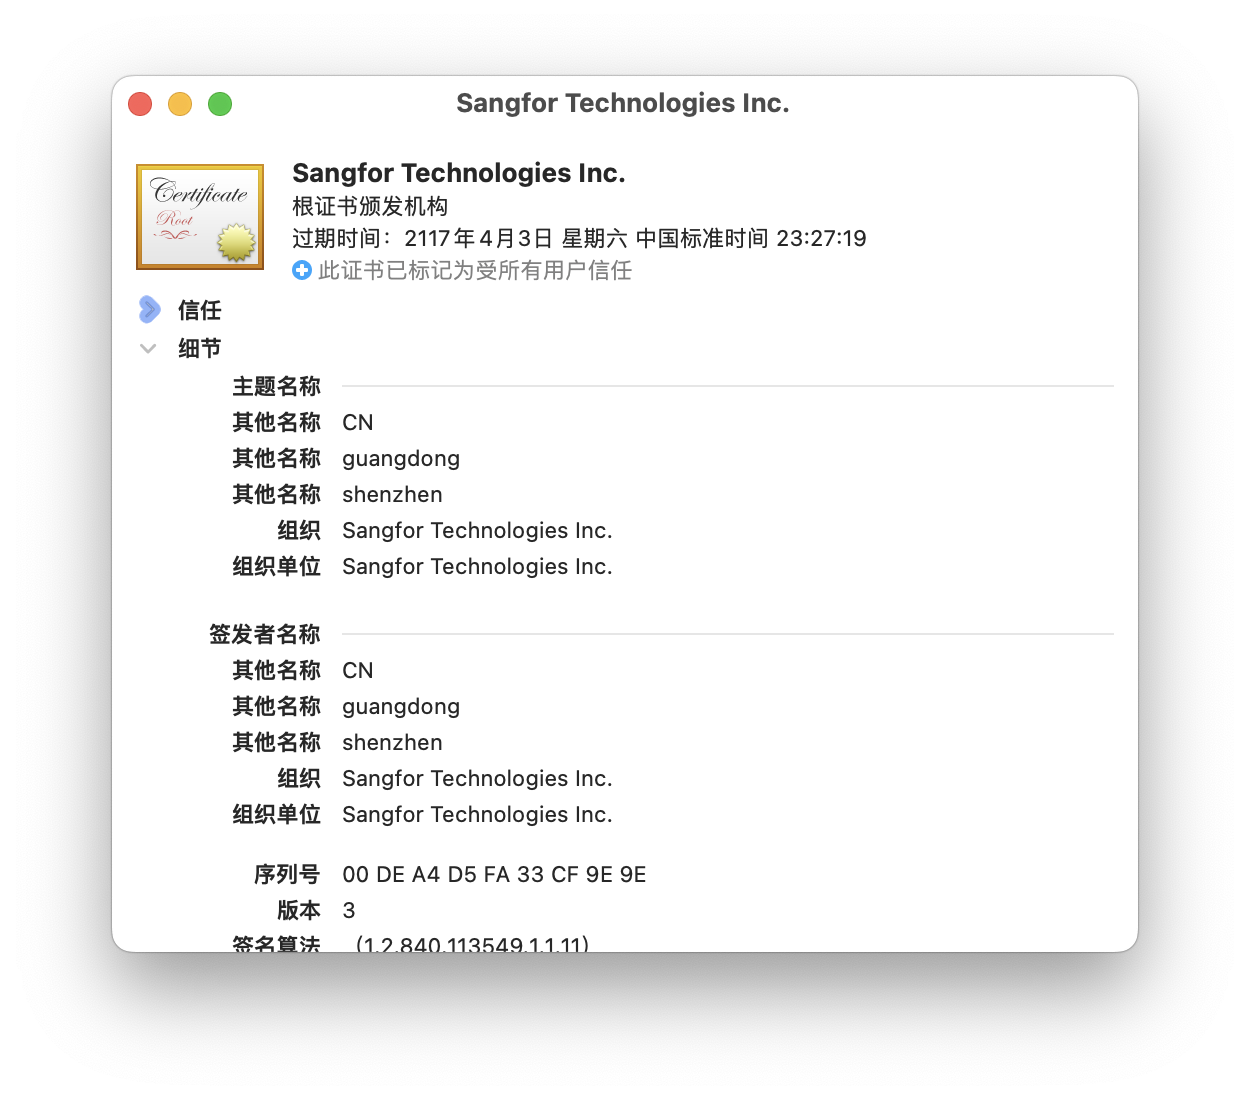 Sangfor Technologies Inc.
Certificate
Root
Sangfor Technologies Inc.
根证书颁发机构
过期时间：2117年4月3日 星期六 中国标准时间 23:27:19
此证书已标记为受所有用户信任
信任
细节
主题名称
其他名称 CN
其他名称 guangdong
其他名称 shenzhen
组织 Sangfor Technologies Inc.
组织单位 Sangfor Technologies Inc.
签发者名称
其他名称 CN
其他名称 guangdong
其他名称 shenzhen
组织 Sangfor Technologies Inc.
组织单位 Sangfor Technologies Inc.
序列号 00 DE A4 D5 FA 33 CF 9E 9E
版本 3
签名算法 （1.2.840.113549.1.1.11）